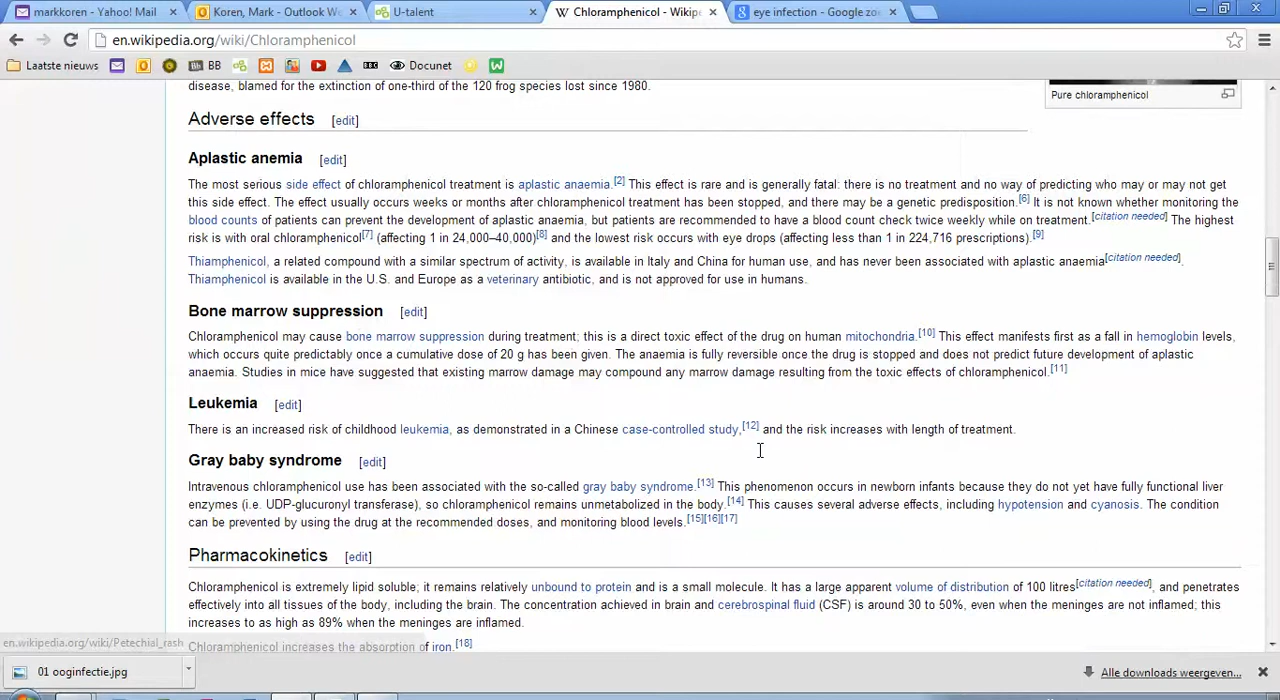 markkoren - Yahoo! Mail
Koren, Mark - Outlook W
U-talent
Chloramphenicol - Wikipe
eye infection - Google zoe
en.wikipedia.org/wiki/Chloramphenicol
Laatste nieuws
BB
Docunet
disease, blamed for the extinction of one-third of the 120 frog species lost since 1980.
Pure chloramphenicol
Adverse effects [edit]
Aplastic anemia [edit]
The most serious side effect of chloramphenicol treatment is aplastic anaemia.[2] This effect is rare and is generally fatal: there is no treatment and no way of predicting who may or may not get
this side effect. The effect usually occurs weeks or months after chloramphenicol treatment has been stopped, and there may be a genetic predisposition.[6] It is not known whether monitoring the
blood counts of patients can prevent the development of aplastic anaemia, but patients are recommended to have a blood count check twice weekly while on treatment.[citation needed] The highest
risk is with oral chloramphenicol[7] (affecting 1 in 24,000–40,000)[8] and the lowest risk occurs with eye drops (affecting less than 1 in 224,716 prescriptions).[9]
Thiamphenicol, a related compound with a similar spectrum of activity, is available in Italy and China for human use, and has never been associated with aplastic anaemia[citation needed].
Thiamphenicol is available in the U.S. and Europe as a veterinary antibiotic, and is not approved for use in humans.
Bone marrow suppression [edit]
Chloramphenicol may cause bone marrow suppression during treatment; this is a direct toxic effect of the drug on human mitochondria.[10] This effect manifests first as a fall in hemoglobin levels,
which occurs quite predictably once a cumulative dose of 20 g has been given. The anaemia is fully reversible once the drug is stopped and does not predict future development of aplastic
anaemia. Studies in mice have suggested that existing marrow damage may compound any marrow damage resulting from the toxic effects of chloramphenicol.[11]
Leukemia [edit]
There is an increased risk of childhood leukemia, as demonstrated in a Chinese case-controlled study,[12] and the risk increases with length of treatment.
Gray baby syndrome [edit]
Intravenous chloramphenicol use has been associated with the so-called gray baby syndrome.[13] This phenomenon occurs in newborn infants because they do not yet have fully functional liver
enzymes (i.e. UDP-glucuronyl transferase), so chloramphenicol remains unmetabolized in the body.[14] This causes several adverse effects, including hypotension and cyanosis. The condition
can be prevented by using the drug at the recommended doses, and monitoring blood levels.[15][16][17]
Pharmacokinetics [edit]
Chloramphenicol is extremely lipid soluble; it remains relatively unbound to protein and is a small molecule. It has a large apparent volume of distribution of 100 litres[citation needed], and penetrates
effectively into all tissues of the body, including the brain. The concentration achieved in brain and cerebrospinal fluid (CSF) is around 30 to 50%, even when the meninges are not inflamed; this
increases to as high as 89% when the meninges are inflamed.
Chloramphenicol increases the absorption of iron.[18]
en.wikipedia.org/wiki/Petechial_rash
01 ooginfectie.jpg
Alle downloads weergeven...